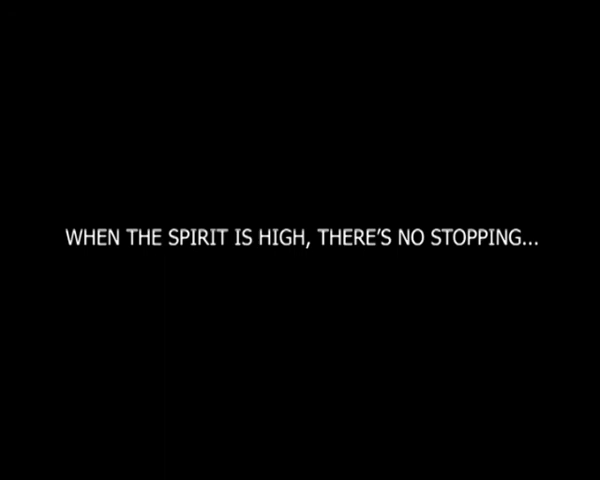 WHEN THE SPIRIT IS HIGH, THERE'S NO STOPPING...